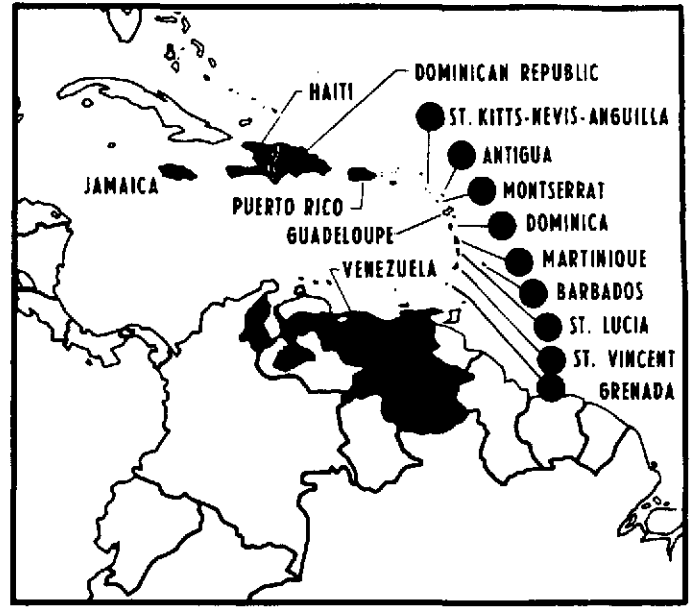 DOMINICAN REPUBLIC
HAITI
ST. KITTS-NEVIS-ANGUILLA
ANTIGUA
JAMAICA
MONTSERRAT
PUERTO RICO
DOMINICA
GUADELOUPE
MARTINIQUE
VENEZUELA
BARBADOS
ST. LUCIA
ST. VINCENT
GRENADA